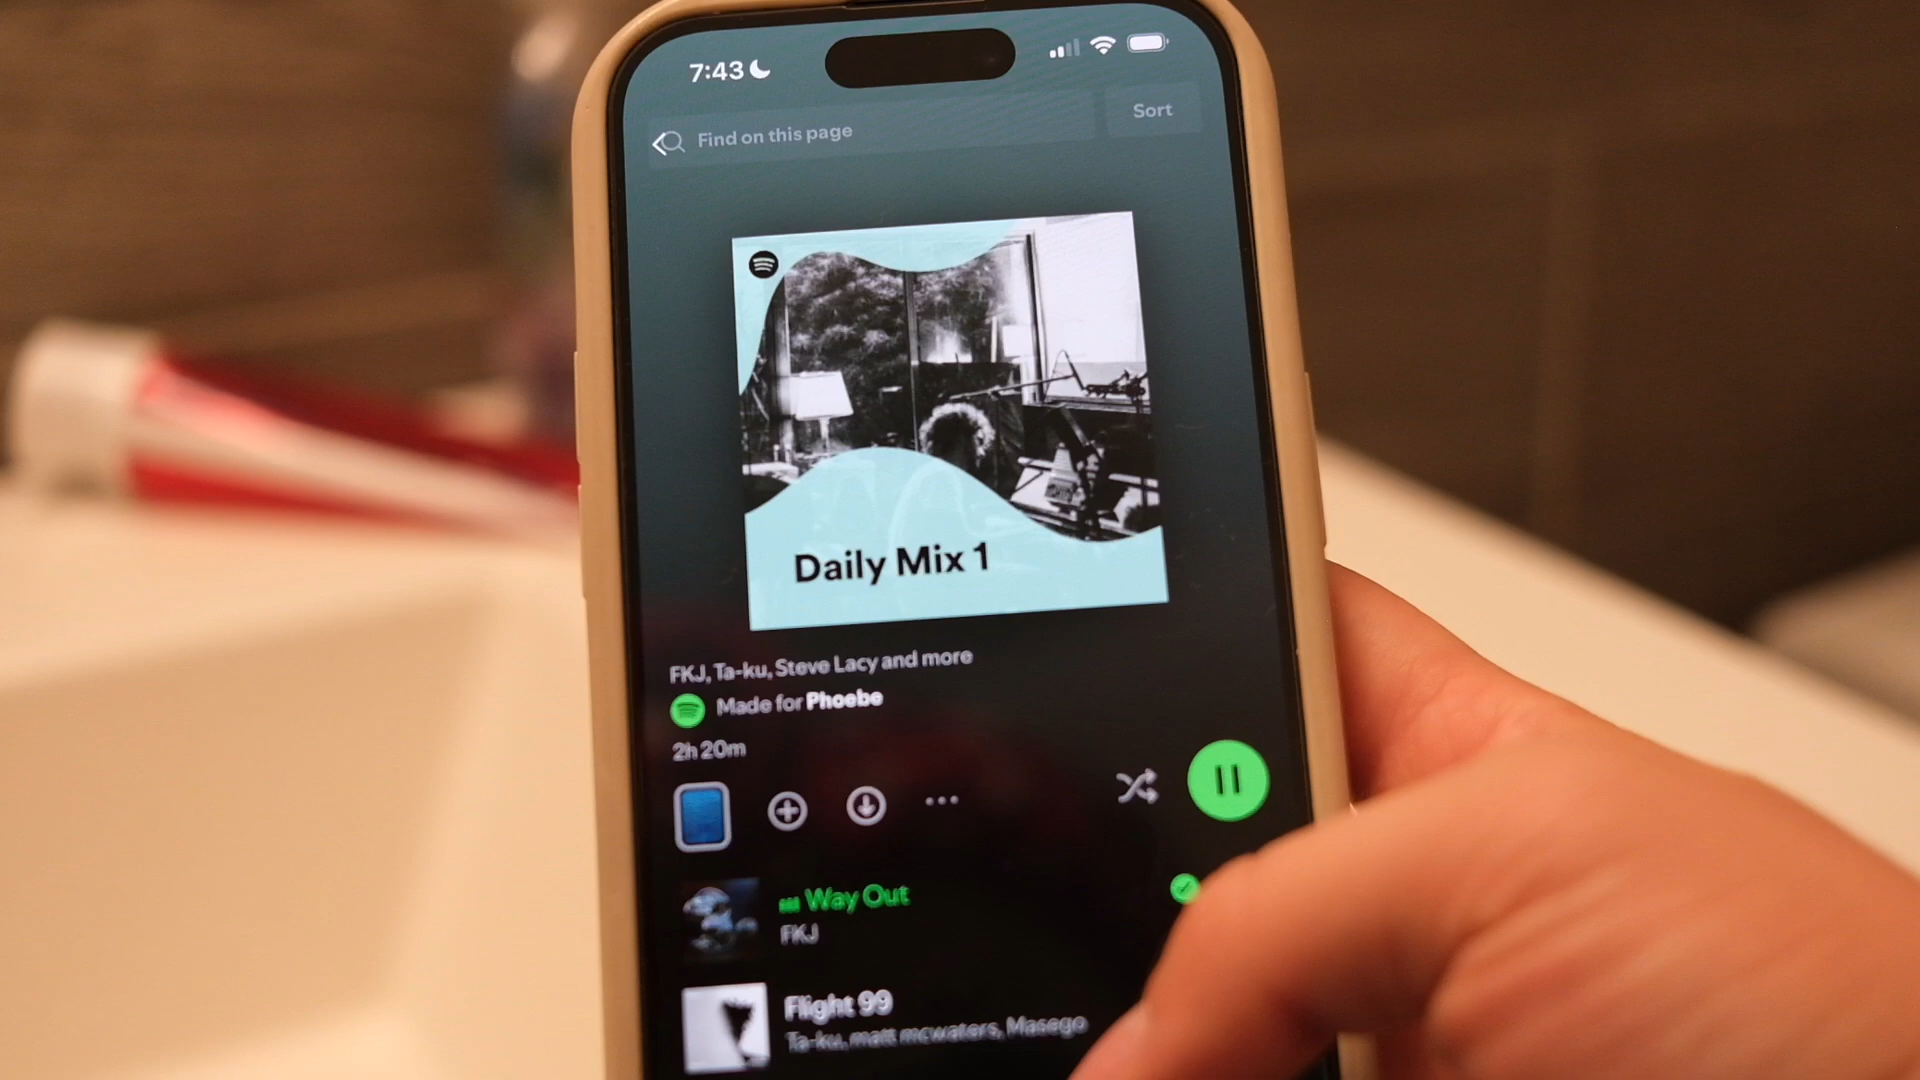 7:43
Find on this page
Sort
Daily Mix 1
FKJ, Ta-ku, Steve Lacy and more
Made for Phoebe
2h 20m
Way Out
FKJ
Flight 99
Ta-ku, matt mcwaters, Masego